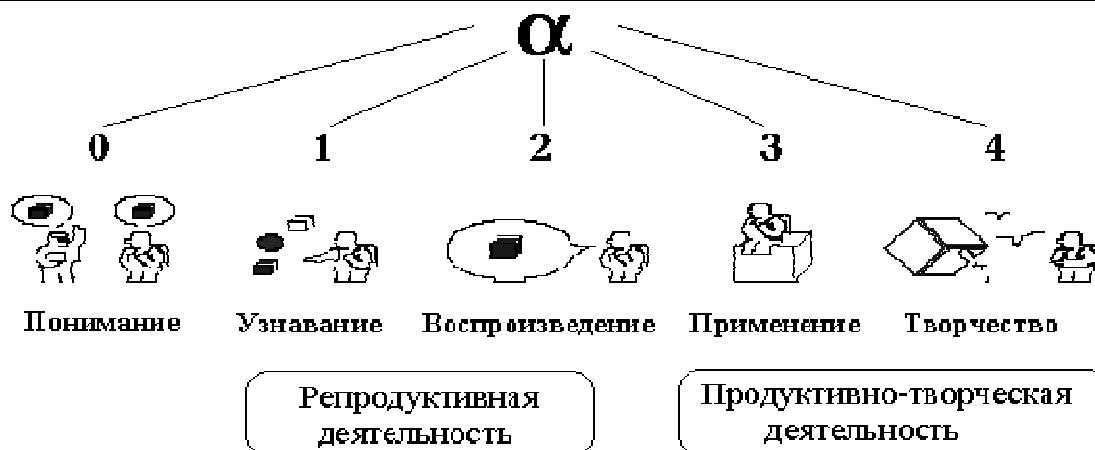 α
0 1 2 3 4
Понимание Узнавание Воспроизведение Применение Творчество
Репродуктивная
деятельность
Продуктивно-творческая
деятельность